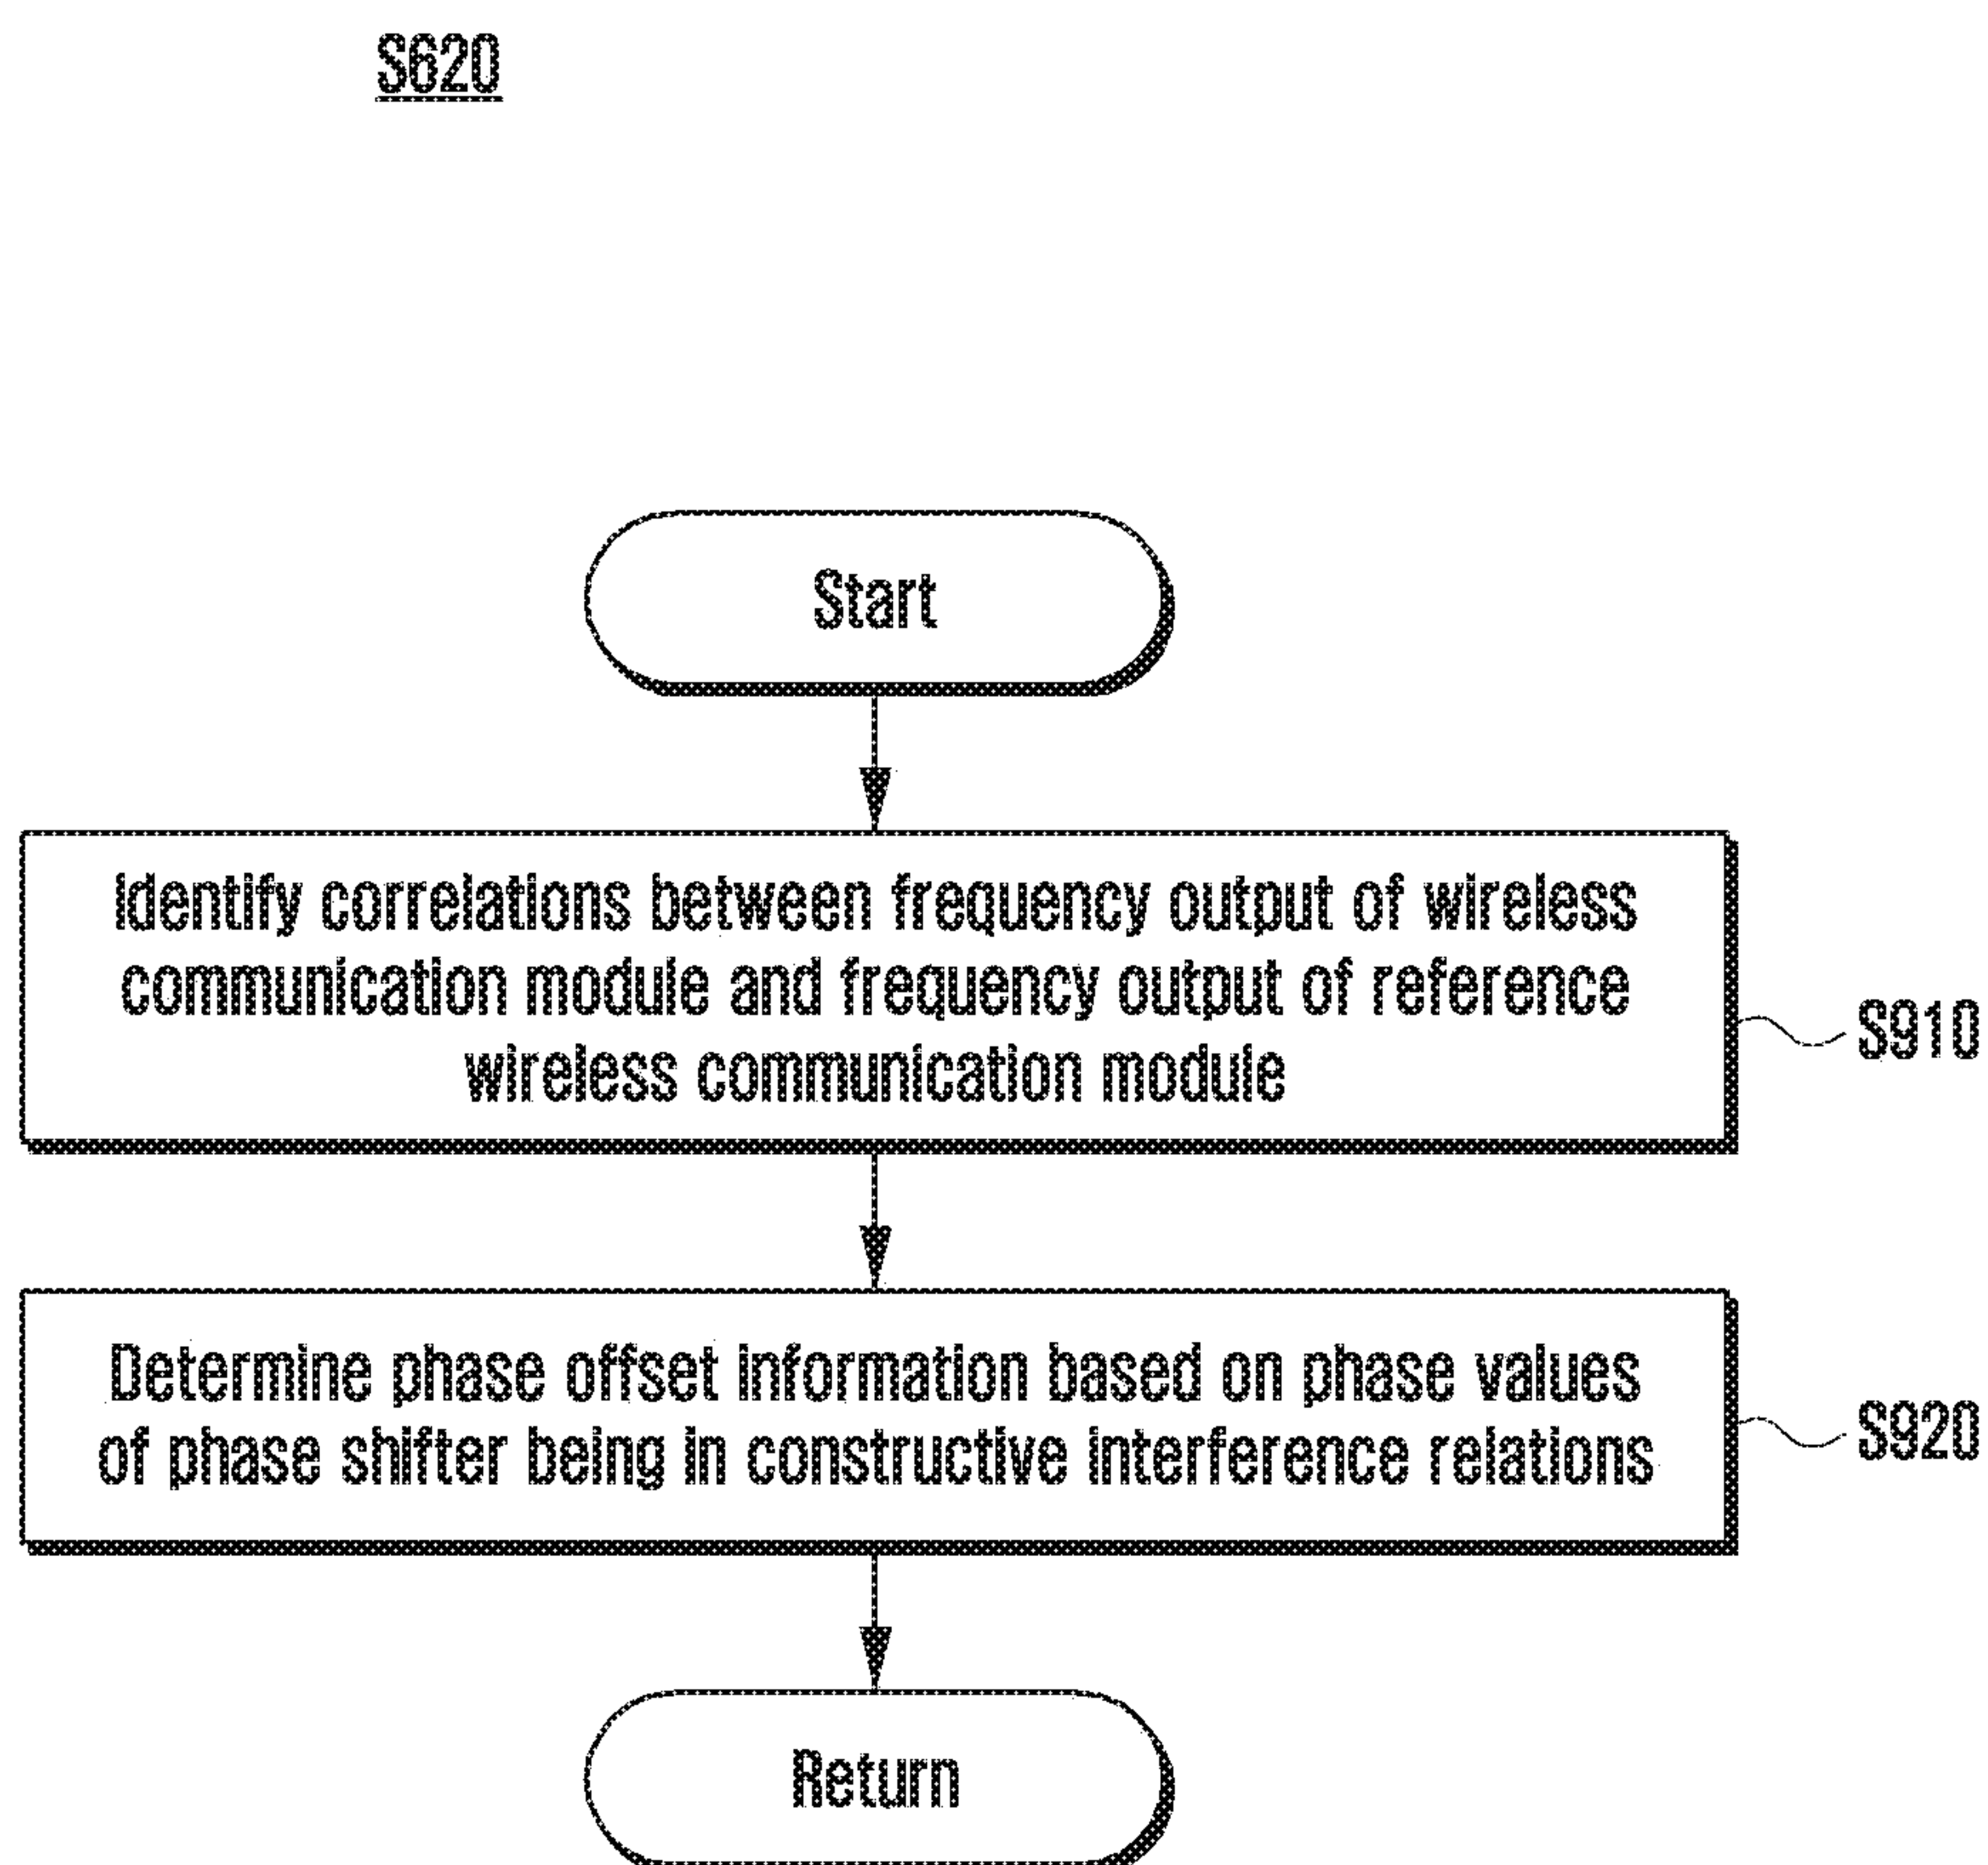 S620
Start
Identify correlations between frequency output of wireless
communication module and frequency output of reference
wireless communication module
S910
Determine phase offset information based on phase values
of phase shifter being in constructive interference relations
S920
Return